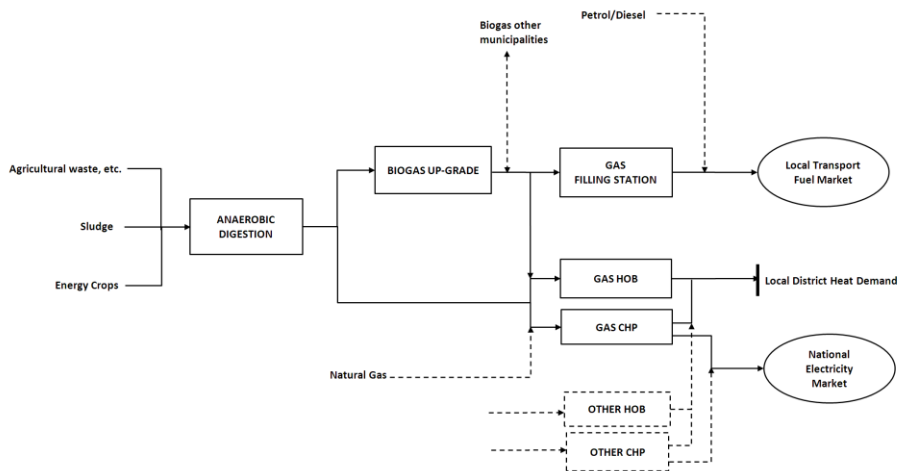 Petrol/Diesel
Biogas other
municipalities
Agricultural waste, etc.
BIOGAS UP-GRADE
GAS
FILLING STATION
Local Transport
Fuel Market
ANAEROBIC
DIGESTION
Sludge
Energy Crops
GAS HOB
Local District Heat Demand
GAS CHP
National
Electricity
Market
Natural Gas
OTHER HOB
OTHER CHP